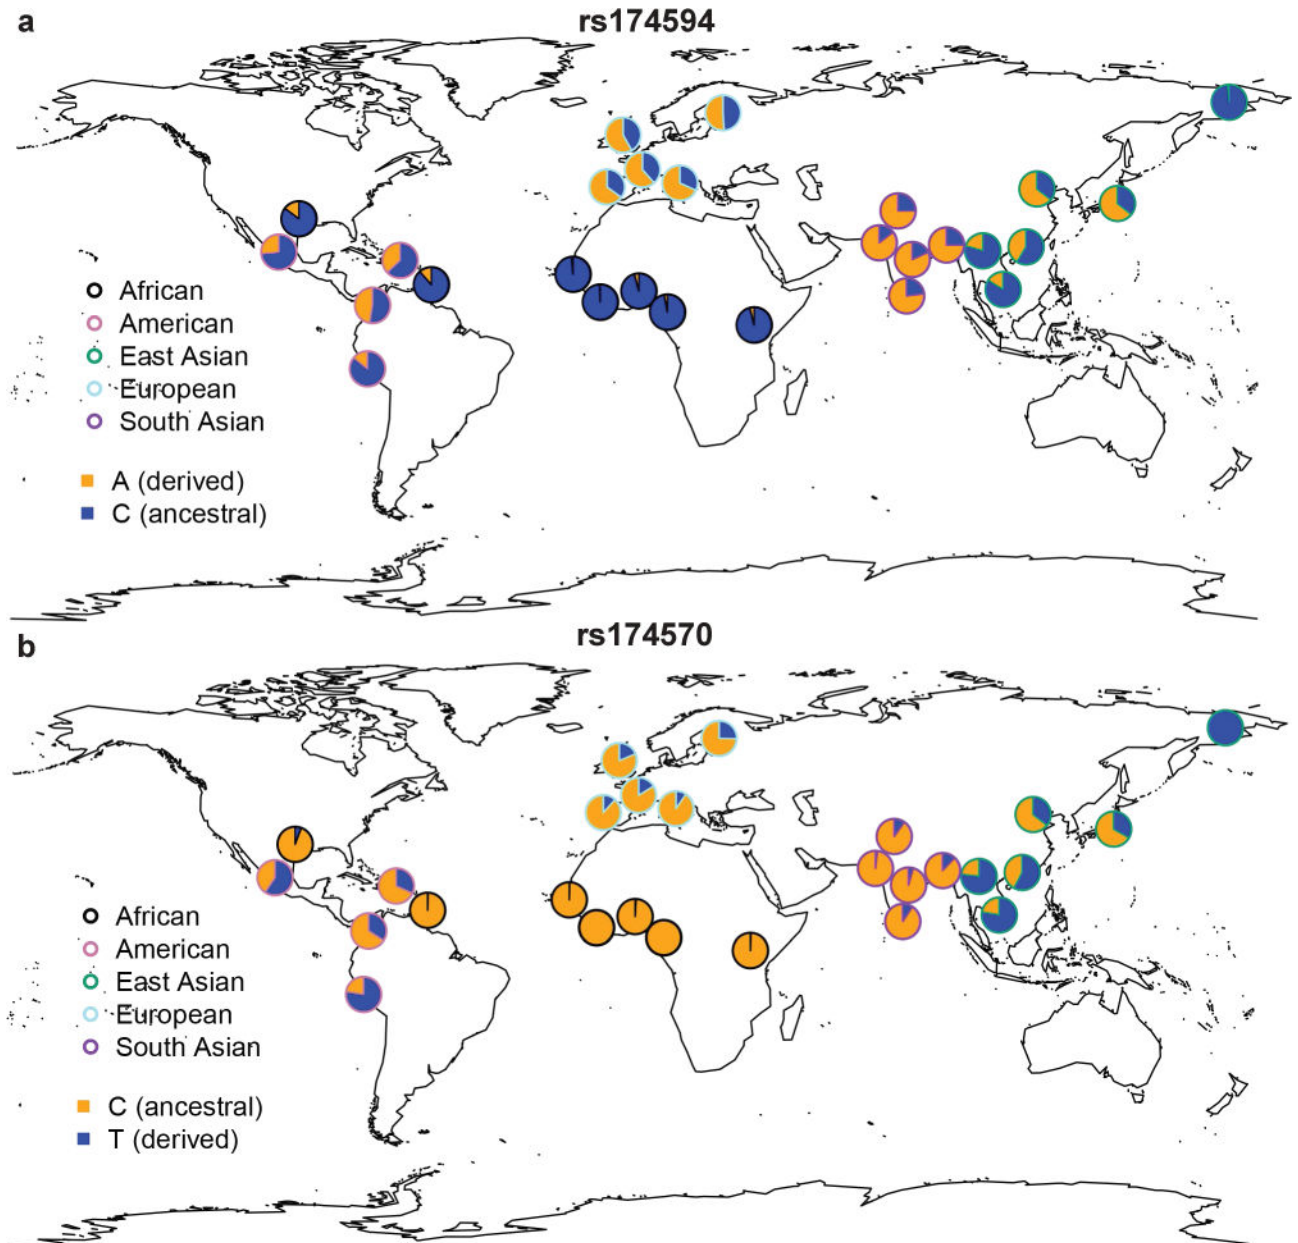 a
rs174594
African
American
East Asian
European
South Asian
A (derived)
C (ancestral)
b
rs174570
African
American
East Asian
European
South Asian
C (ancestral)
T (derived)